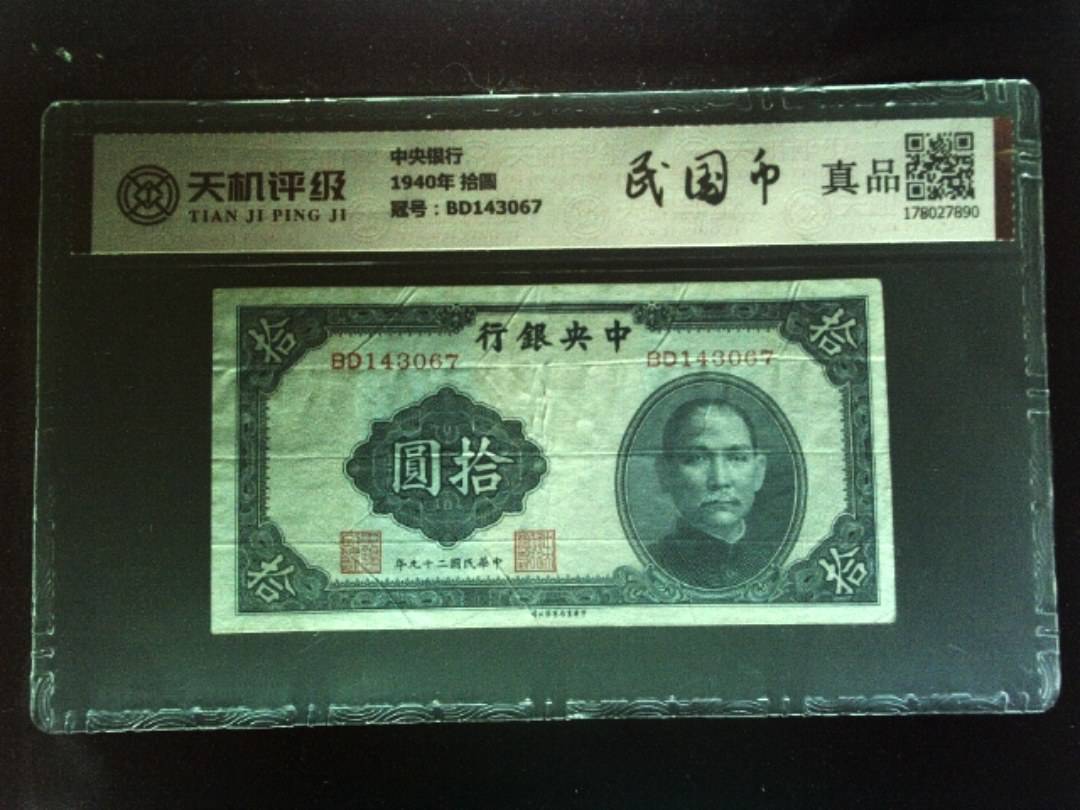 天机评级
TIAN JI PING JI
中央银行
1940年 拾圓
冠号：BD143067
民国币
真品
178027890
拾
行銀央中
拾
BD143067
BD143067
圓拾
年九十二國民華中
拾
拾